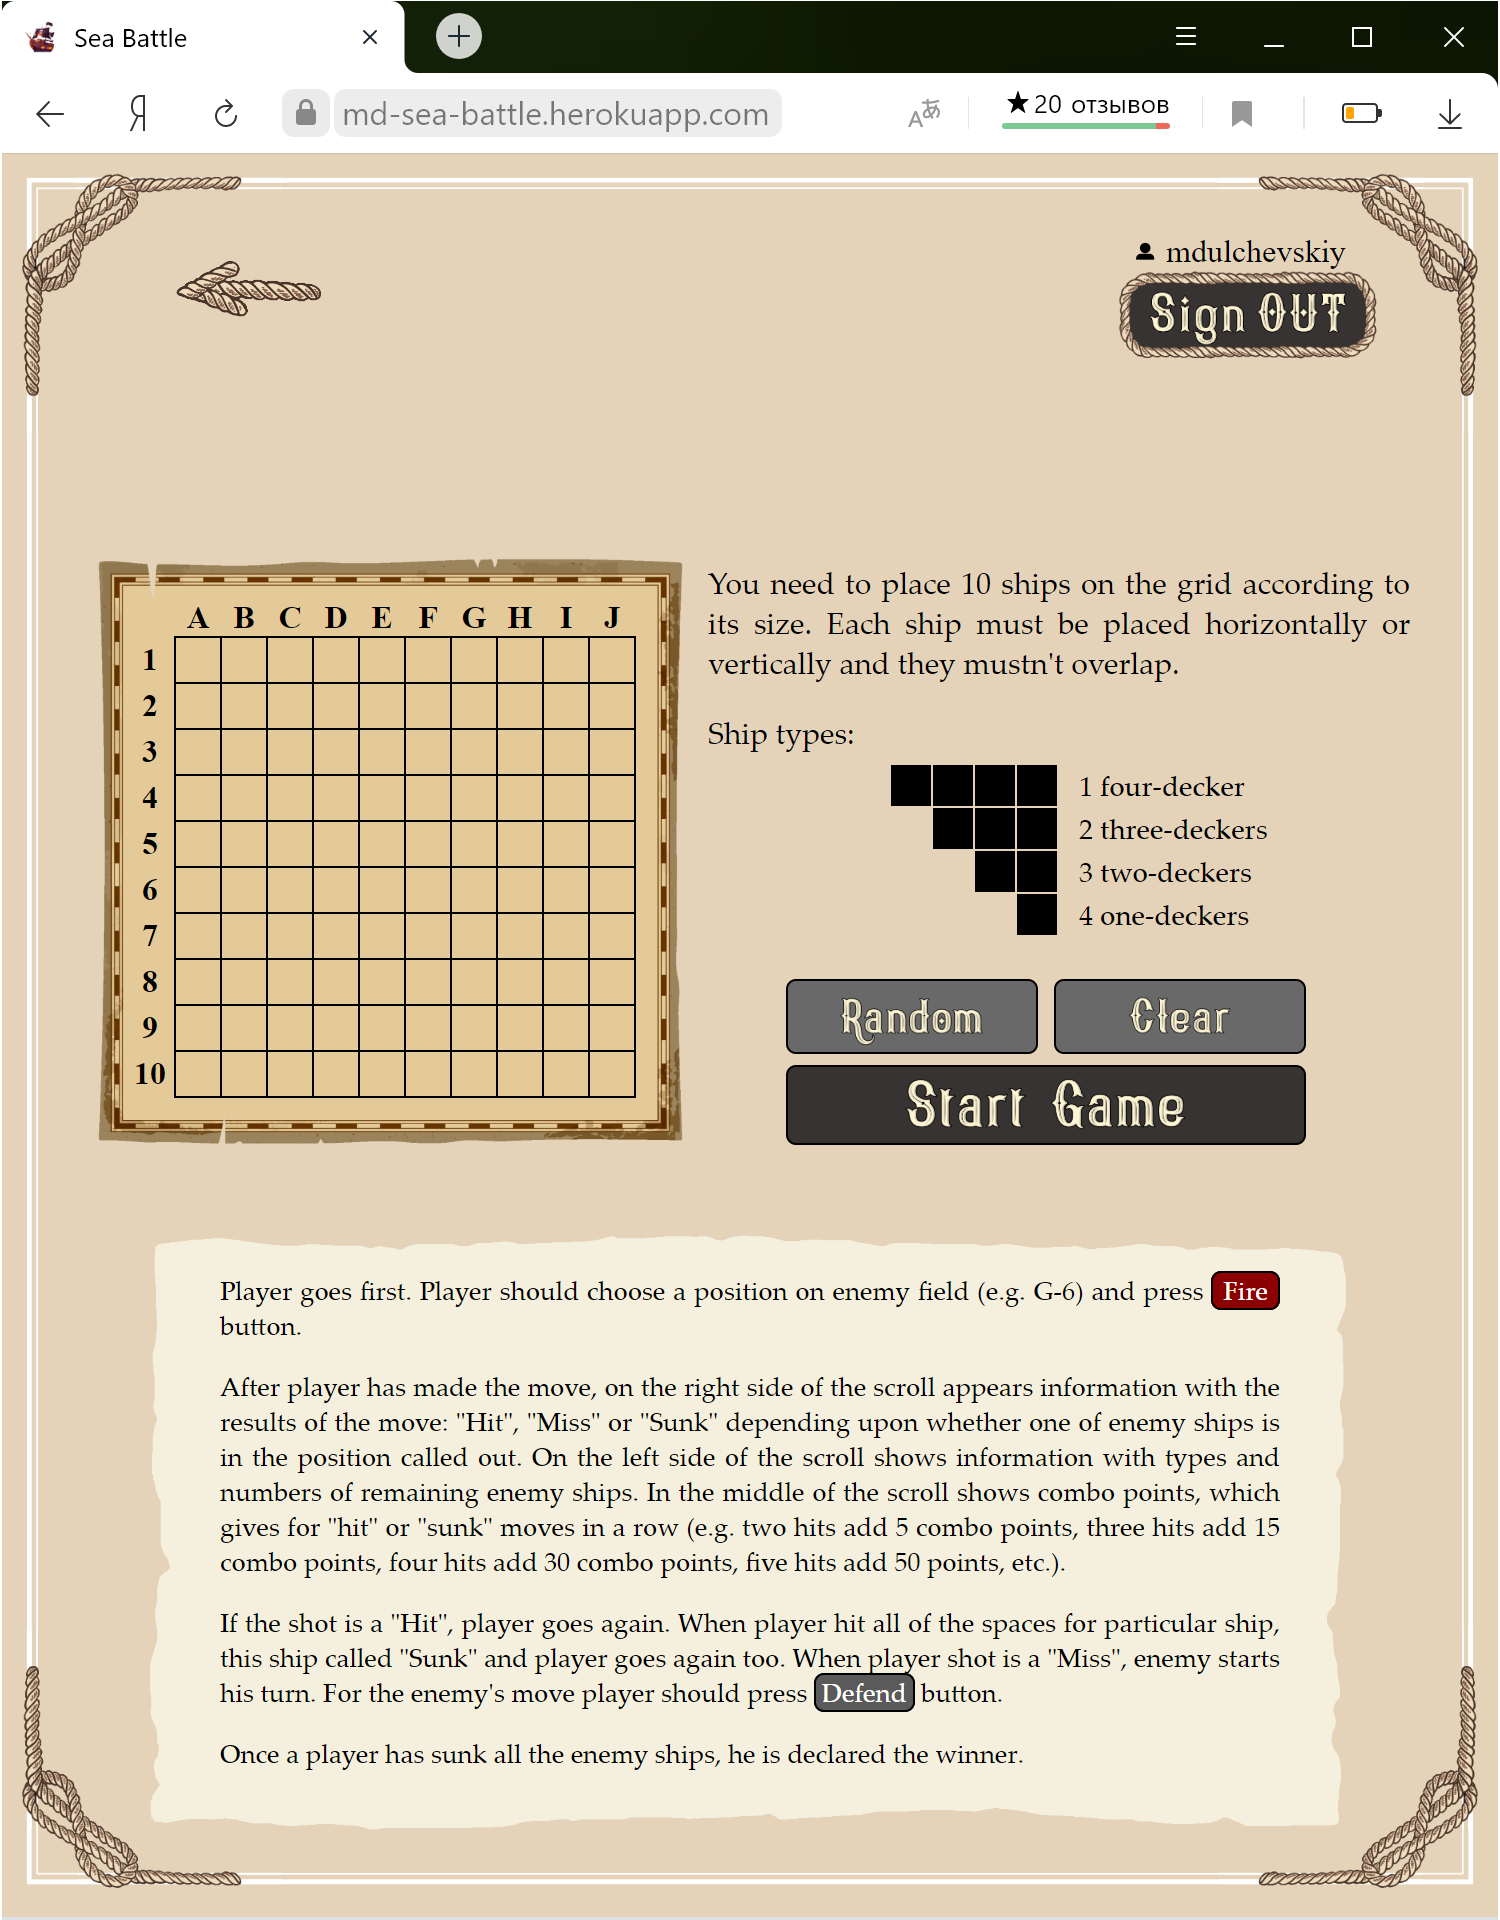 Sea Battle
md-sea-battle.herokuapp.com
★20 отзывов
mdulchevskiy
Sign OUT
A B C D E F G H I J
1
2
3
4
5
6
7
8
9
10
You need to place 10 ships on the grid according to
its size. Each ship must be placed horizontally or
vertically and they mustn't overlap.
Ship types:
1 four-decker
2 three-deckers
3 two-deckers
4 one-deckers
Random
Clear
Start Game
Player goes first. Player should choose a position on enemy field (e.g. G-6) and press Fire
button.
After player has made the move, on the right side of the scroll appears information with the
results of the move: "Hit", "Miss" or "Sunk" depending upon whether one of enemy ships is
in the position called out. On the left side of the scroll shows information with types and
numbers of remaining enemy ships. In the middle of the scroll shows combo points, which
gives for "hit" or "sunk" moves in a row (e.g. two hits add 5 combo points, three hits add 15
combo points, four hits add 30 combo points, five hits add 50 points, etc.).
If the shot is a "Hit", player goes again. When player hit all of the spaces for particular ship,
this ship called "Sunk" and player goes again too. When player shot is a "Miss", enemy starts
his turn. For the enemy's move player should press Defend button.
Once a player has sunk all the enemy ships, he is declared the winner.